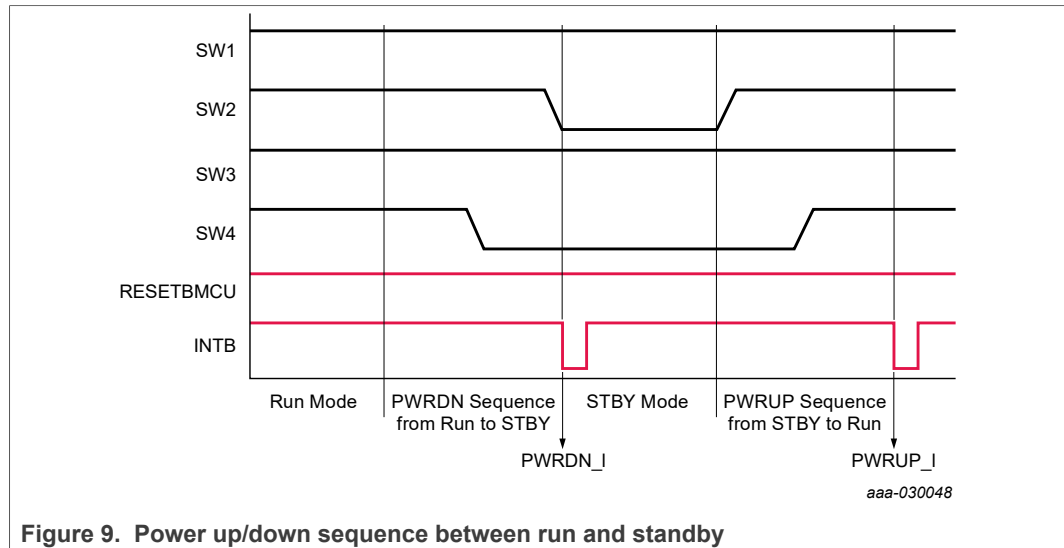 SW1
SW2
SW3
SW4
RESETBMCU
INTB
Run Mode
PWRDN Sequence
from Run to STBY
STBY Mode
PWRUP Sequence
from STBY to Run
PWRDN_I
PWRUP_I
aaa-030048
Figure 9. Power up/down sequence between run and standby